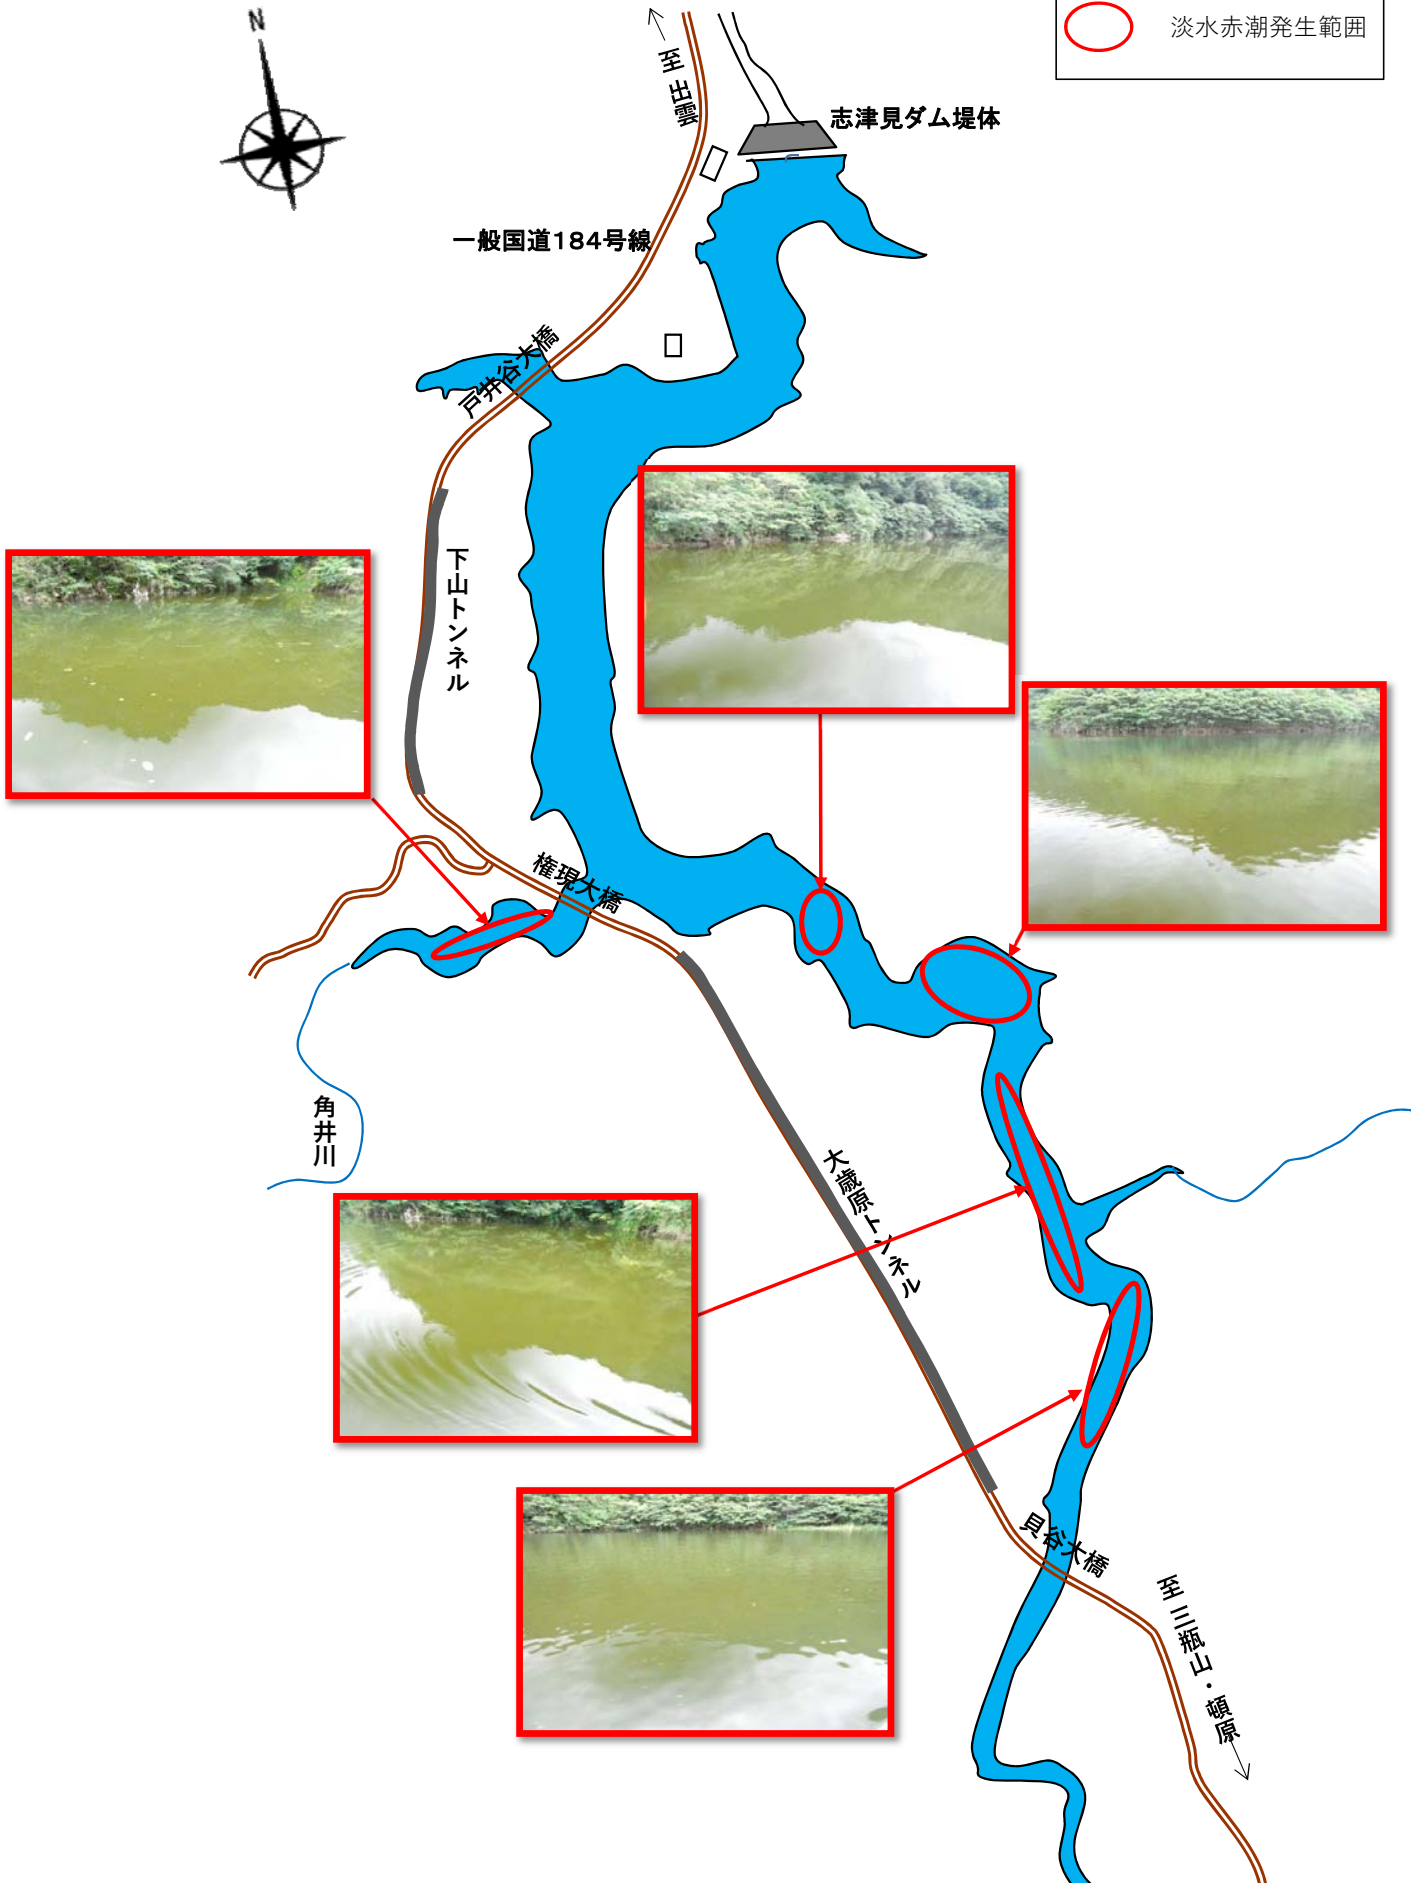 N
淡水赤潮発生範囲
至 出雲
志津見ダム堤体
一般国道184号線
戸井谷大橋
下山トンネル
権現大橋
角井川
大歳原トンネル
貝谷大橋
至 三瓶山・頓原